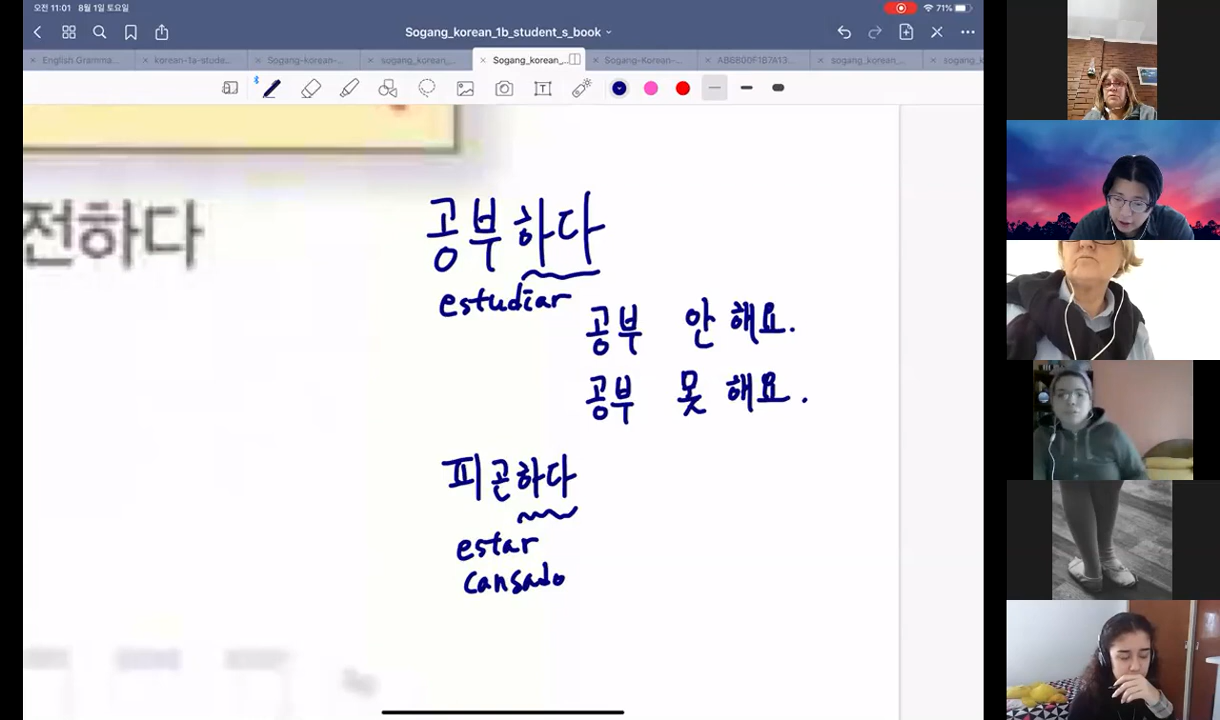 오전 11:01 8월 1일 토요일
71%
Sogang_korean_1b_student_s_book
English Gramma... korean-1a-stude... Sogang-korean-... sogang_korean_... Sogang_korean_... Sogang-Korean-... AB6B00F1B7A13... sogang_korean_... sogang_ko
T
전하다
공부하다
estudiar
공부 안 해요.
공부 못 해요.
피곤하다
estar
cansado